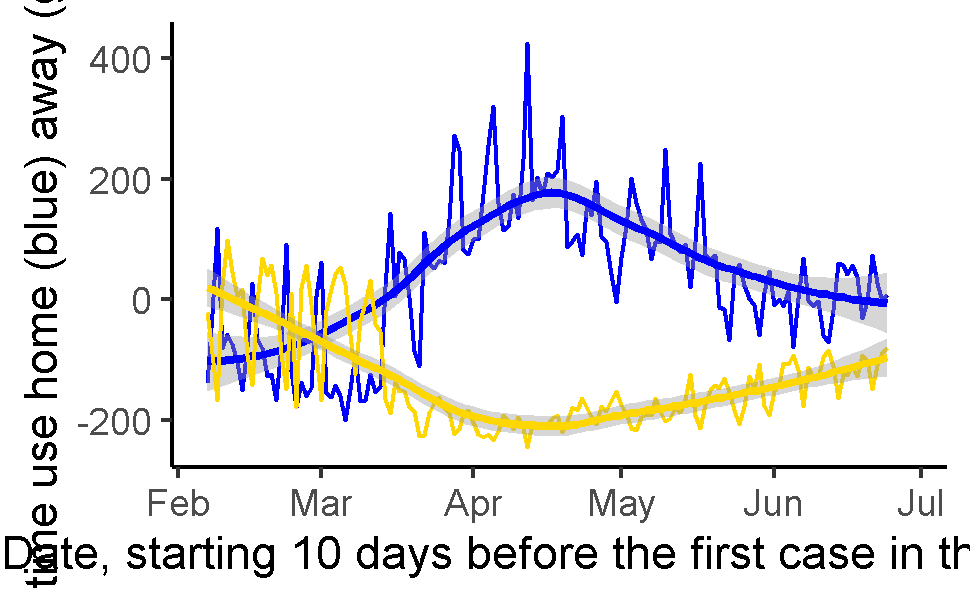 time use home (blue) away (
400
200
0
-200
Feb Mar Apr May Jun Jul
Date, starting 10 days before the first case in th